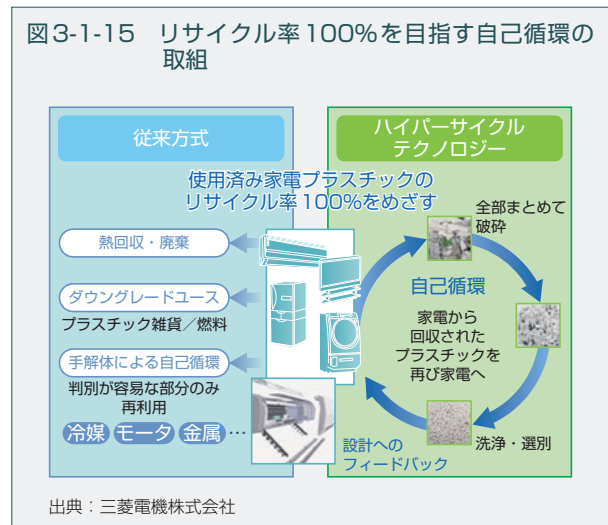 図3-1-15 リサイクル率100%を目指す自己循環の
取組
従来方式
ハイパーサイクル
テクノロジー
使用済み家電プラスチックの
リサイクル率100%をめざす
熱回収・廃棄
ダウングレードユース
プラスチック雑貨／燃料
手解体による自己循環
判別が容易な部分のみ
再利用
冷媒 モータ 金属 …
全部まとめて
破砕
自己循環
家電から
回収された
プラスチックを
再び家電へ
洗浄・選別
設計への
フィードバック
出典：三菱電機株式会社